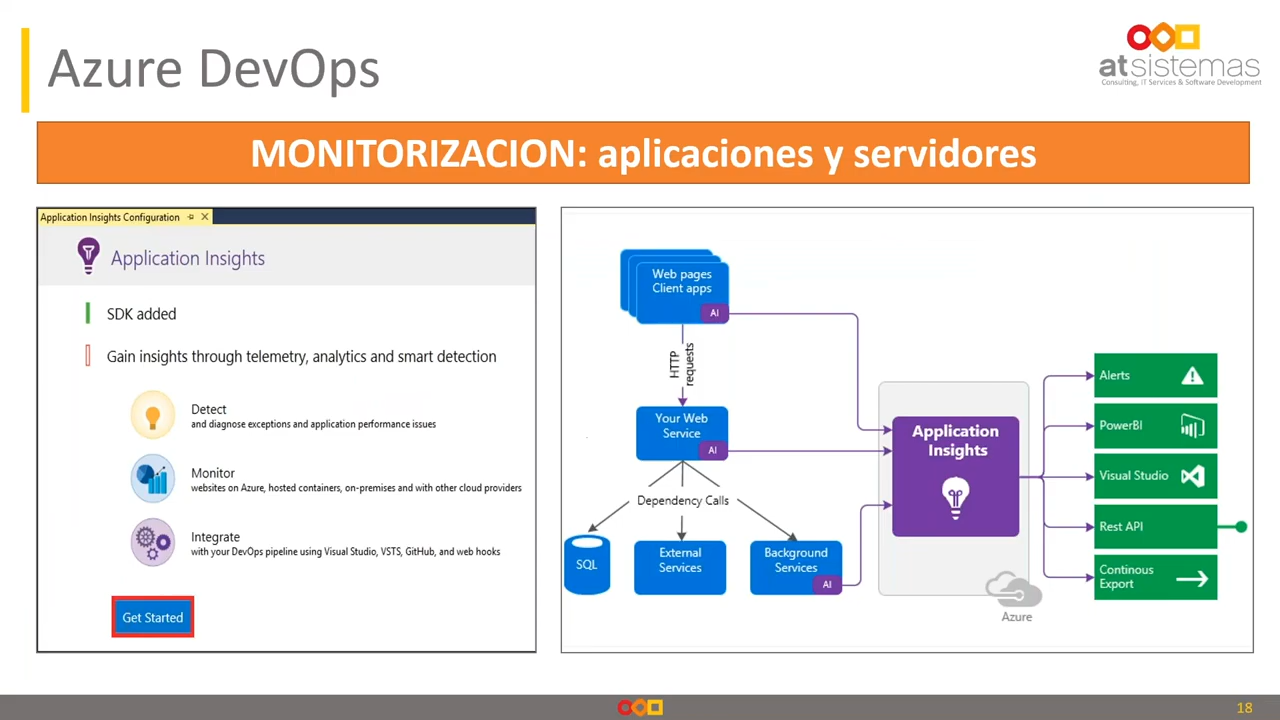 Azure DevOps
atsistemas
Consulting, IT Services & Software Development
MONITORIZACION: aplicaciones y servidores
Application Insights Configuration
Application Insights
SDK added
Gain insights through telemetry, analytics and smart detection
Detect
and diagnose exceptions and application performance issues
Monitor
websites on Azure, hosted containers, on-premises and with other cloud providers
Integrate
with your DevOps pipeline using Visual Studio, VSTS, GitHub, and web hooks
Get Started
Web pages
Client apps
AI
HTTP
requests
Your Web
Service
AI
Dependency Calls
SQL
External
Services
Background
Services
AI
Application
Insights
Azure
Alerts
PowerBI
Visual Studio
Rest API
Continous
Export
18